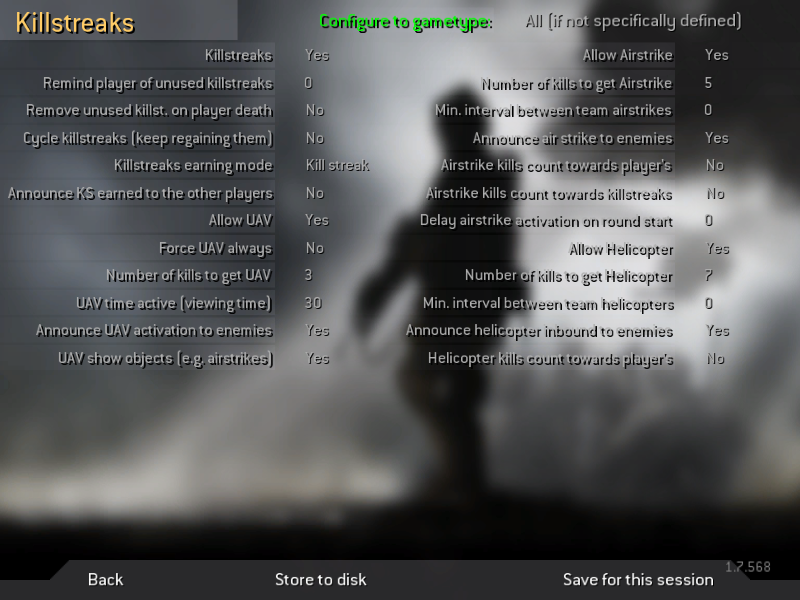 Killstreaks
Configure to gametype: All (if not specifically defined)
Killstreaks Yes
Remind player of unused killstreaks 0
Remove unused killst. on player death No
Cycle killstreaks (keep regaining them) No
Killstreaks earning mode Kill streak
Announce KS earned to the other players No
Allow UAV Yes
Force UAV always No
Number of kills to get UAV 3
UAV time active (viewing time) 30
Announce UAV activation to enemies Yes
UAV show objects (e.g. airstrikes) Yes
Allow Airstrike Yes
Number of kills to get Airstrike 5
Min. interval between team airstrikes 0
Announce air strike to enemies Yes
Airstrike kills count towards player's No
Airstrike kills count towards killstreaks No
Delay airstrike activation on round start 0
Allow Helicopter Yes
Number of kills to get Helicopter 7
Min. interval between team helicopters 0
Announce helicopter inbound to enemies Yes
Helicopter kills count towards player's No
1.7.568
Back Store to disk Save for this session